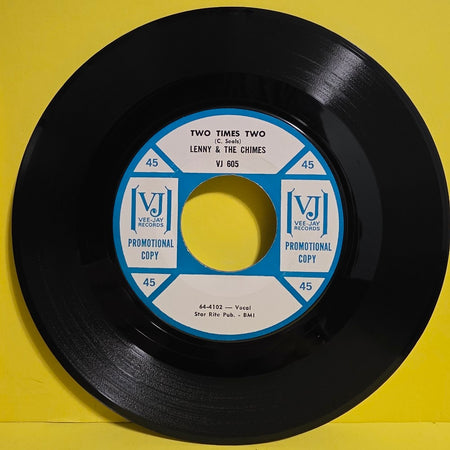 TWO TIMES TWO
(C. Seels)
LENNY & THE CHIMES
VJ 605
45
45
VJ
VEE-JAY
RECORDS
PROMOTIONAL
COPY
VJ
VEE-JAY
RECORDS
PROMOTIONAL
COPY
45
45
64-4102 — Vocal
Star Rite Pub. - BMI